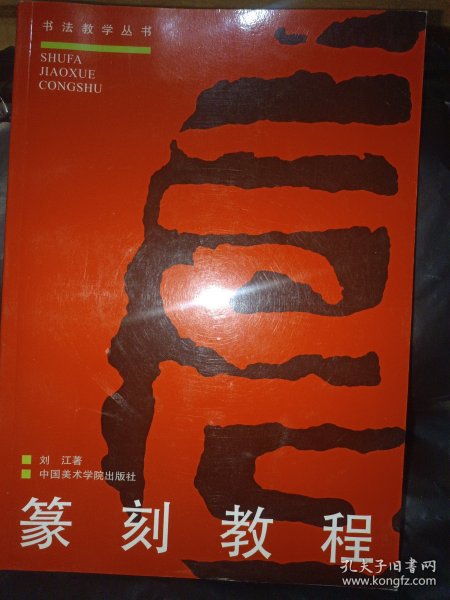 书法教学丛书
SHUFA
JIAOXUE
CONGSHU
刘 江著
中国美术学院出版社
篆刻教程
孔夫子旧书网
www.kongfz.com